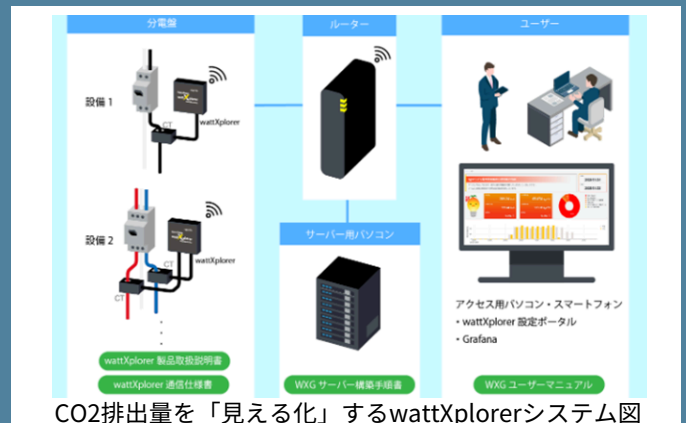 分電盤
設備 1
CT
wattXplorer
設備 2
CT
wattXplorer
CT
wattXplorer 製品取扱説明書
wattXplorer 通信仕様書
ルーター
サーバー用パソコン
WXG サーバー構築手順書
ユーザー
アクセス用パソコン・スマートフォン
・wattXplorer 設定ポータル
・Grafana
WXG ユーザーマニュアル
CO2排出量を「見える化」するwattXplorerシステム図